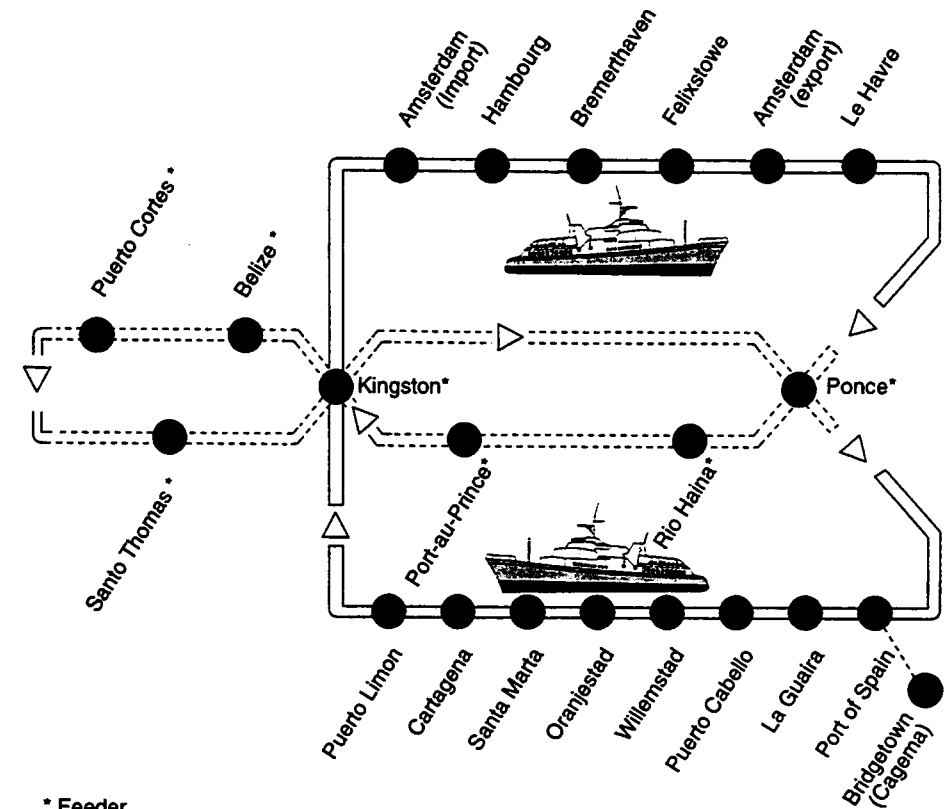 Amsterdam
(Import)
Hambourg
Bremerthaven
Felixstowe
Amsterdam
(export)
Le Havre
Puerto Cortes *
Belize *
Kingston*
Ponce*
Santo Thomas *
Port-au-Prince*
Rio Haina*
Puerto Limon
Cartagena
Santa Marta
Oranjestad
Willemstad
Puerto Cabello
La Guaira
Port of Spain
Bridgetown
(Cagema)
* Feeder